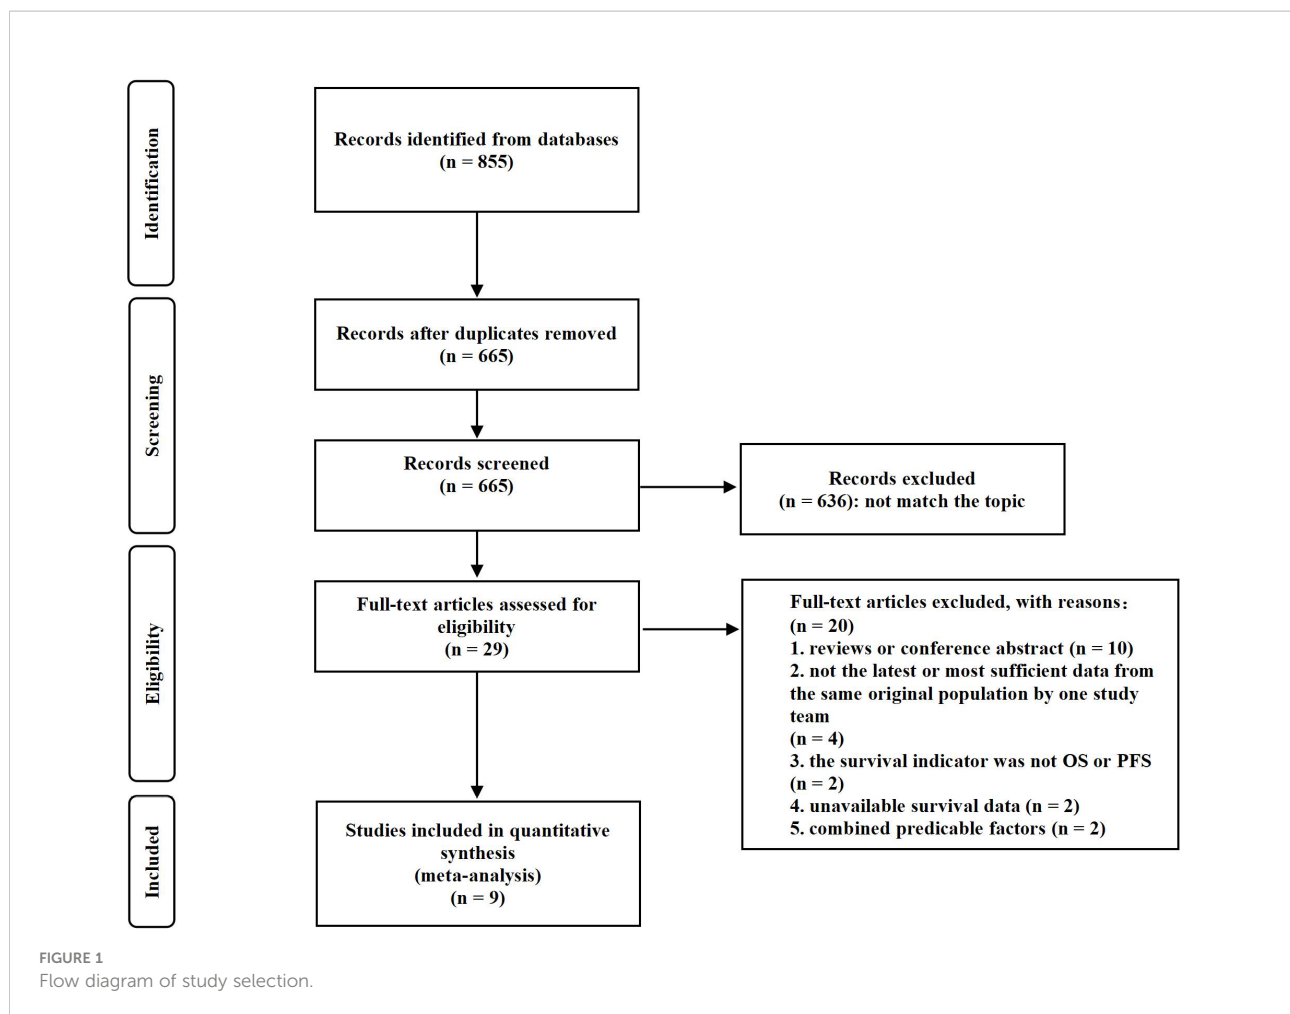 Identification
Records identified from databases
(n = 855)
Screening
Records after duplicates removed
(n = 665)
Records screened
(n = 665)
Records excluded
(n = 636): not match the topic
Eligibility
Full-text articles assessed for
eligibility
(n = 29)
Full-text articles excluded, with reasons：
(n = 20)
1. reviews or conference abstract (n = 10)
2. not the latest or most sufficient data from
the same original population by one study
team
(n = 4)
3. the survival indicator was not OS or PFS
(n = 2)
4. unavailable survival data (n = 2)
5. combined predicable factors (n = 2)
Included
Studies included in quantitative
synthesis
(meta-analysis)
(n = 9)
FIGURE 1
Flow diagram of study selection.